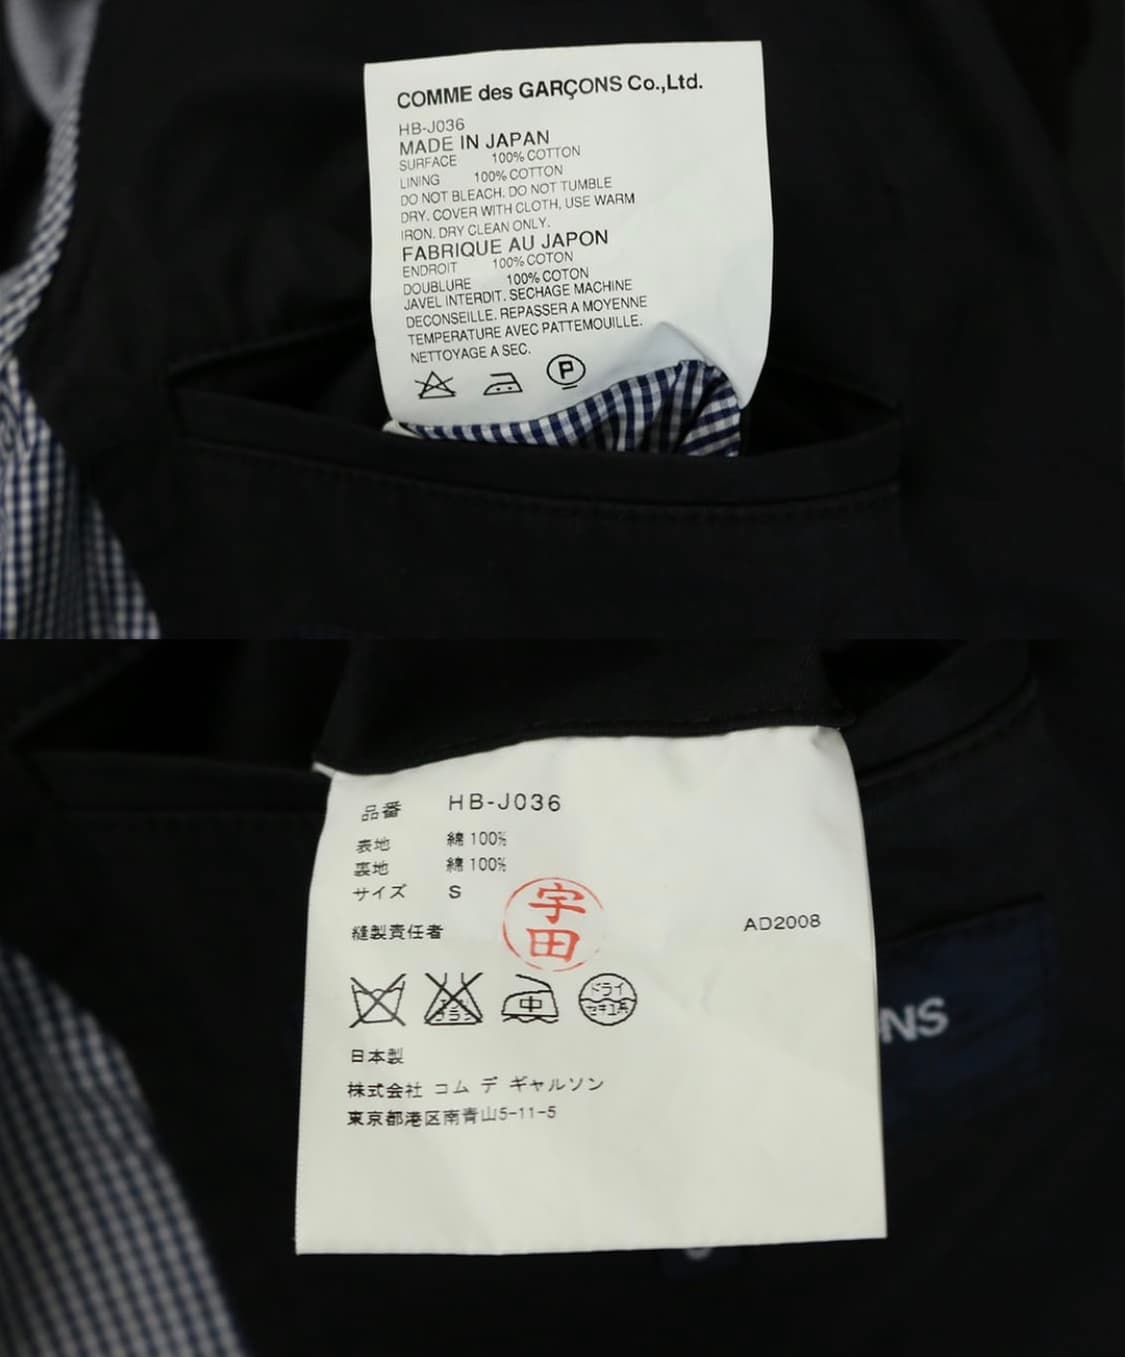 COMME des GARÇONS Co.,Ltd.
HB-J036
MADE IN JAPAN
SURFACE 100% COTTON
LINING 100% COTTON
DO NOT BLEACH. DO NOT TUMBLE
DRY. COVER WITH CLOTH, USE WARM
IRON. DRY CLEAN ONLY.
FABRIQUE AU JAPON
ENDROIT 100% COTON
DOUBLURE 100% COTON
JAVEL INTERDIT. SECHAGE MACHINE
DECONSEILLE. REPASSER A MOYENNE
TEMPERATURE AVEC PATTEMOUILLE.
NETTOYAGE A SEC.
P
品番 HB-J036
表地 綿 100%
裏地 綿 100%
サイズ S
縫製責任者 宇田 AD2008
中 ドライ セキユ系
日本製
株式会社 コム デ ギャルソン
東京都港区南青山5-11-5
NS